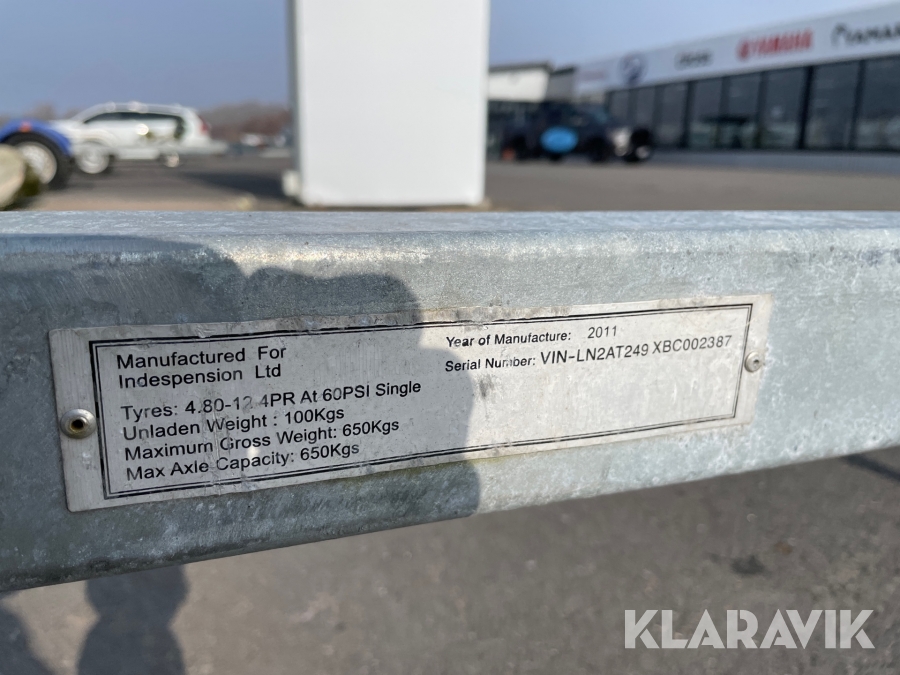 YAMAHA
Manufactured For
Indespension Ltd
Tyres: 4.80-12 4PR At 60PSI Single
Unladen Weight : 100Kgs
Maximum Gross Weight: 650Kgs
Max Axle Capacity: 650Kgs
Year of Manufacture: 2011
Serial Number: VIN-LN2AT249 XBC002387
KLARAVIK